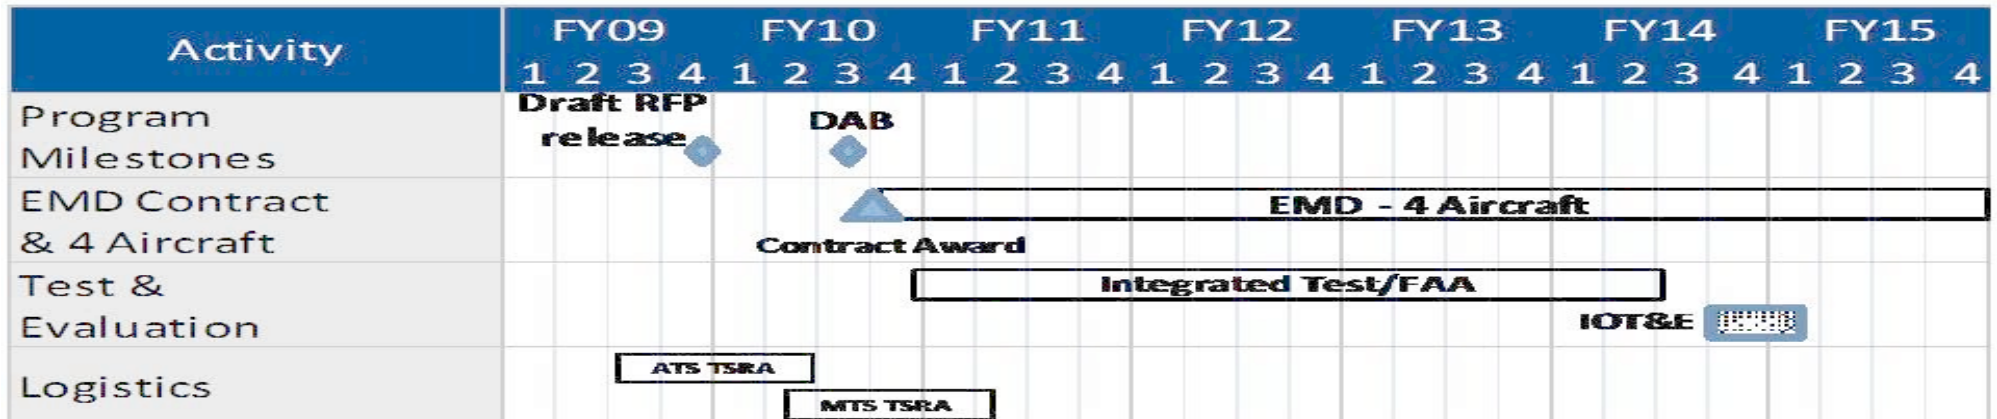 Activity
FY09 FY10 FY11 FY12 FY13 FY14 FY15
1 2 3 4 1 2 3 4 1 2 3 4 1 2 3 4 1 2 3 4 1 2 3 4 1 2 3 4
Program
Milestones
Draft RFP
release
DAB
EMD Contract
& 4 Aircraft
EMD - 4 Aircraft
Contract Award
Test &
Evaluation
Integrated Test/FAA
IOT&E
Logistics
ATS TSRA
MTS TSRA